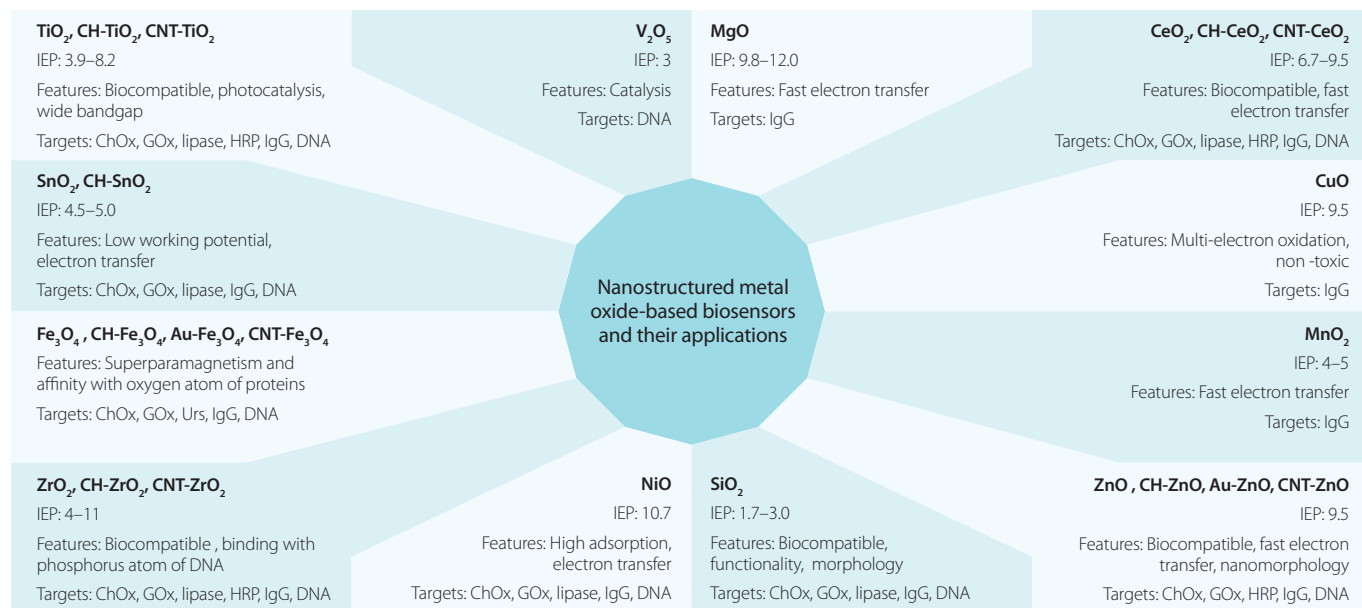 TiO₂, CH-TiO₂, CNT-TiO₂
IEP: 3.9–8.2
Features: Biocompatible, photocatalysis,
wide bandgap
Targets: ChOx, GOx, lipase, HRP, IgG, DNA
V₂O₅
IEP: 3
Features: Catalysis
Targets: DNA
MgO
IEP: 9.8–12.0
Features: Fast electron transfer
Targets: IgG
CeO₂, CH-CeO₂, CNT-CeO₂
IEP: 6.7–9.5
Features: Biocompatible, fast
electron transfer
Targets: ChOx, GOx, lipase, HRP, IgG, DNA
SnO₂, CH-SnO₂
IEP: 4.5–5.0
Features: Low working potential,
electron transfer
Targets: ChOx, GOx, lipase, IgG, DNA
CuO
IEP: 9.5
Features: Multi-electron oxidation,
non -toxic
Targets: IgG
Nanostructured metal
oxide-based biosensors
and their applications
Fe₃O₄ , CH-Fe₃O₄, Au-Fe₃O₄, CNT-Fe₃O₄
Features: Superparamagnetism and
affinity with oxygen atom of proteins
Targets: ChOx, GOx, Urs, IgG, DNA
MnO₂
IEP: 4–5
Features: Fast electron transfer
Targets: IgG
ZrO₂, CH-ZrO₂, CNT-ZrO₂
IEP: 4–11
Features: Biocompatible , binding with
phosphorus atom of DNA
Targets: ChOx, GOx, lipase, HRP, IgG, DNA
NiO
IEP: 10.7
Features: High adsorption,
electron transfer
Targets: ChOx, GOx, lipase, IgG, DNA
SiO₂
IEP: 1.7–3.0
Features: Biocompatible,
functionality, morphology
Targets: ChOx, GOx, lipase, IgG, DNA
ZnO , CH-ZnO, Au-ZnO, CNT-ZnO
IEP: 9.5
Features: Biocompatible, fast electron
transfer, nanomorphology
Targets: ChOx, GOx, HRP, IgG, DNA